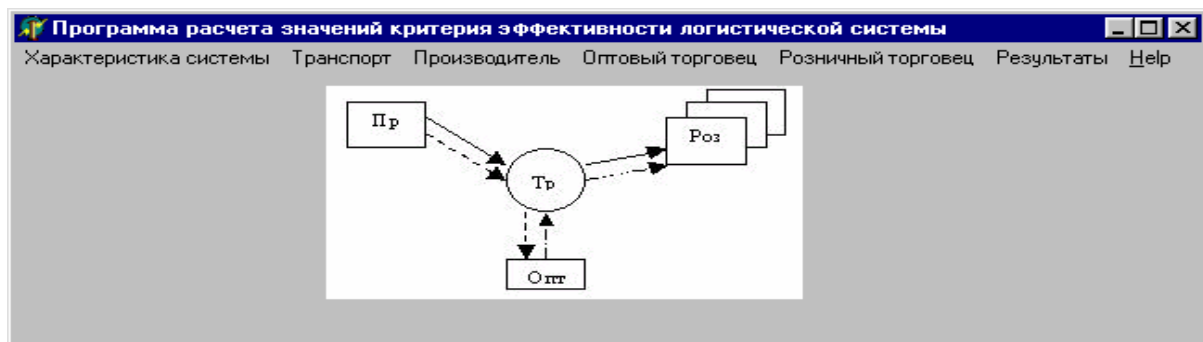 Программа расчета значений критерия эффективности логистической системы
Характеристика системы Транспорт Производитель Оптовый торговец Розничный торговец Результаты Help
Пр
Роз
Тр
Опт